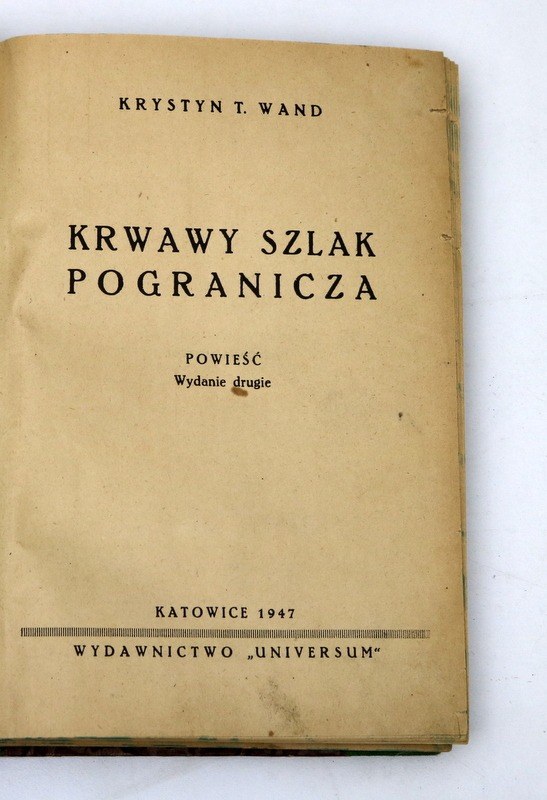 KRYSTYN T. WAND
KRWAWY SZLAK
POGRANICZA
POWIEŚĆ
Wydanie drugie
KATOWICE 1947
WYDAWNICTWO „UNIVERSUM“